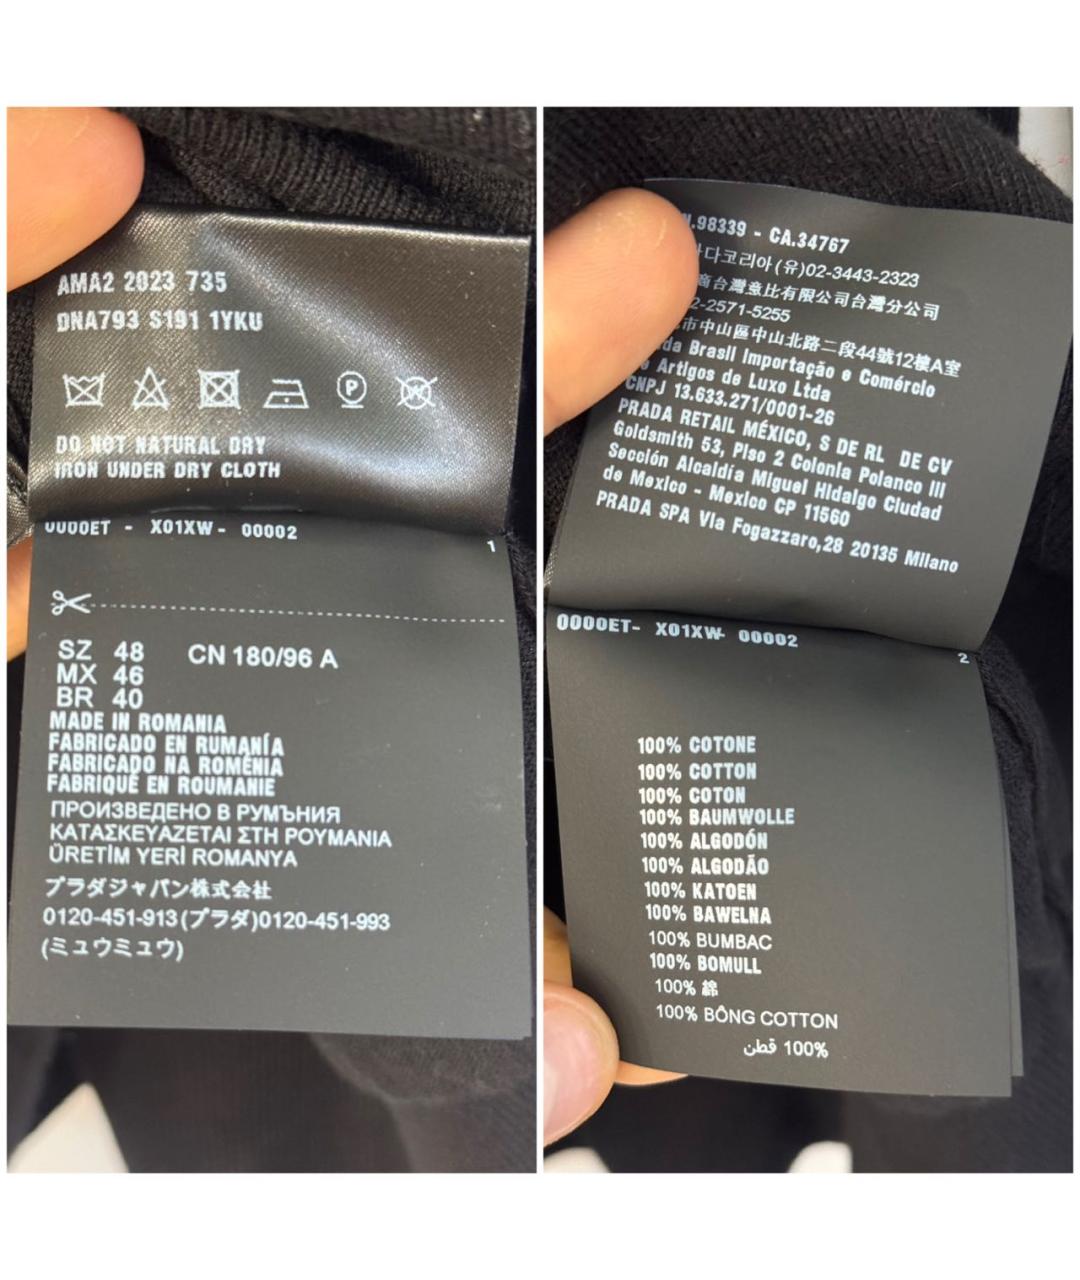 AMA2 2023 735
DNA793 S191 1YKU
P
W
DO NOT NATURAL DRY
IRON UNDER DRY CLOTH
0000ET - X01XW - 00002
1
SZ 48 CN 180/96 A
MX 46
BR 40
MADE IN ROMANIA
FABRICADO EN RUMANÍA
FABRICADO NA ROMÊNIA
FABRIQUÉ EN ROUMANIE
ПРОИЗВЕДЕНО В РУМЪНИЯ
ΚΑΤΑΣΚΕΥΑΖΕΤΑΙ ΣΤΗ ΡΟΥΜΑΝΙΑ
ÜRETİM YERİ ROMANYA
プラダジャパン株式会社
0120-451-913(プラダ)0120-451-993
(ミュウミュウ)
.98339 - CA.34767
다코리아(유)02-3443-2323
台灣意比有限公司台灣分公司
2-2571-5255
市中山區中山北路二段44號12樓A室
Brasil Importação e Comércio
Artigos de Luxo Ltda
CNPJ 13.633.271/0001-26
PRADA RETAIL MÉXICO, S DE RL DE CV
Goldsmith 53, Piso 2 Colonia Polanco III
Sección Alcaldía Miguel Hidalgo Ciudad
de Mexico - Mexico CP 11560
PRADA SPA Via Fogazzaro,28 20135 Milano
0000ET- X01XW- 00002
2
100% COTONE
100% COTTON
100% COTON
100% BAUMWOLLE
100% ALGODÓN
100% ALGODÃO
100% KATOEN
100% BAWEŁNA
100% BUMBAC
100% BOMULL
100% 綿
100% BÔNG COTTON
100% قطن